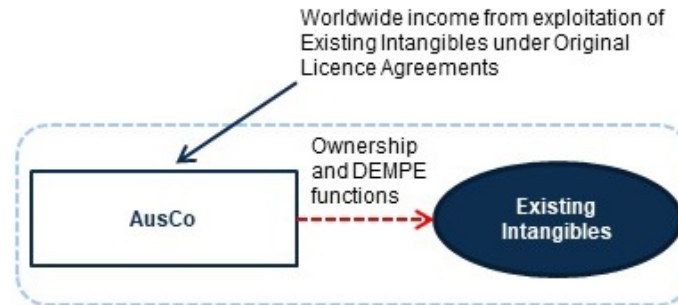 Worldwide income from exploitation of
Existing Intangibles under Original
Licence Agreements
Ownership
and DEMPE
functions
AusCo
Existing
Intangibles